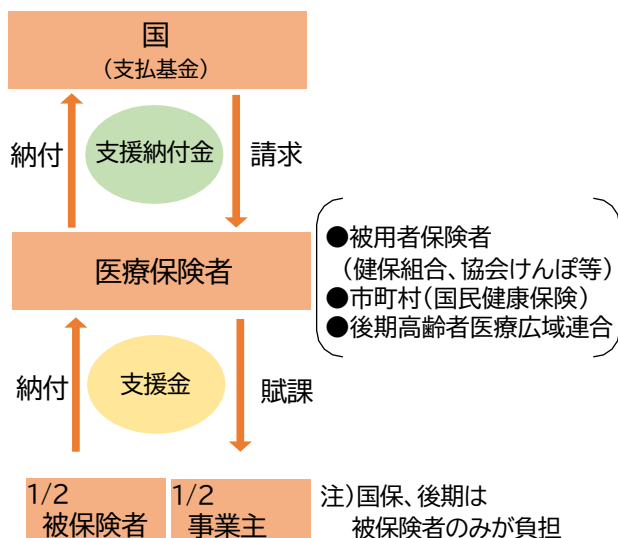 国
(支払基金)
納付
支援納付金
請求
医療保険者
●被用者保険者
(健保組合、協会けんぽ等)
●市町村(国民健康保険)
●後期高齢者医療広域連合
納付
支援金
賦課
1/2
被保険者
1/2
事業主
注)国保、後期は
被保険者のみが負担